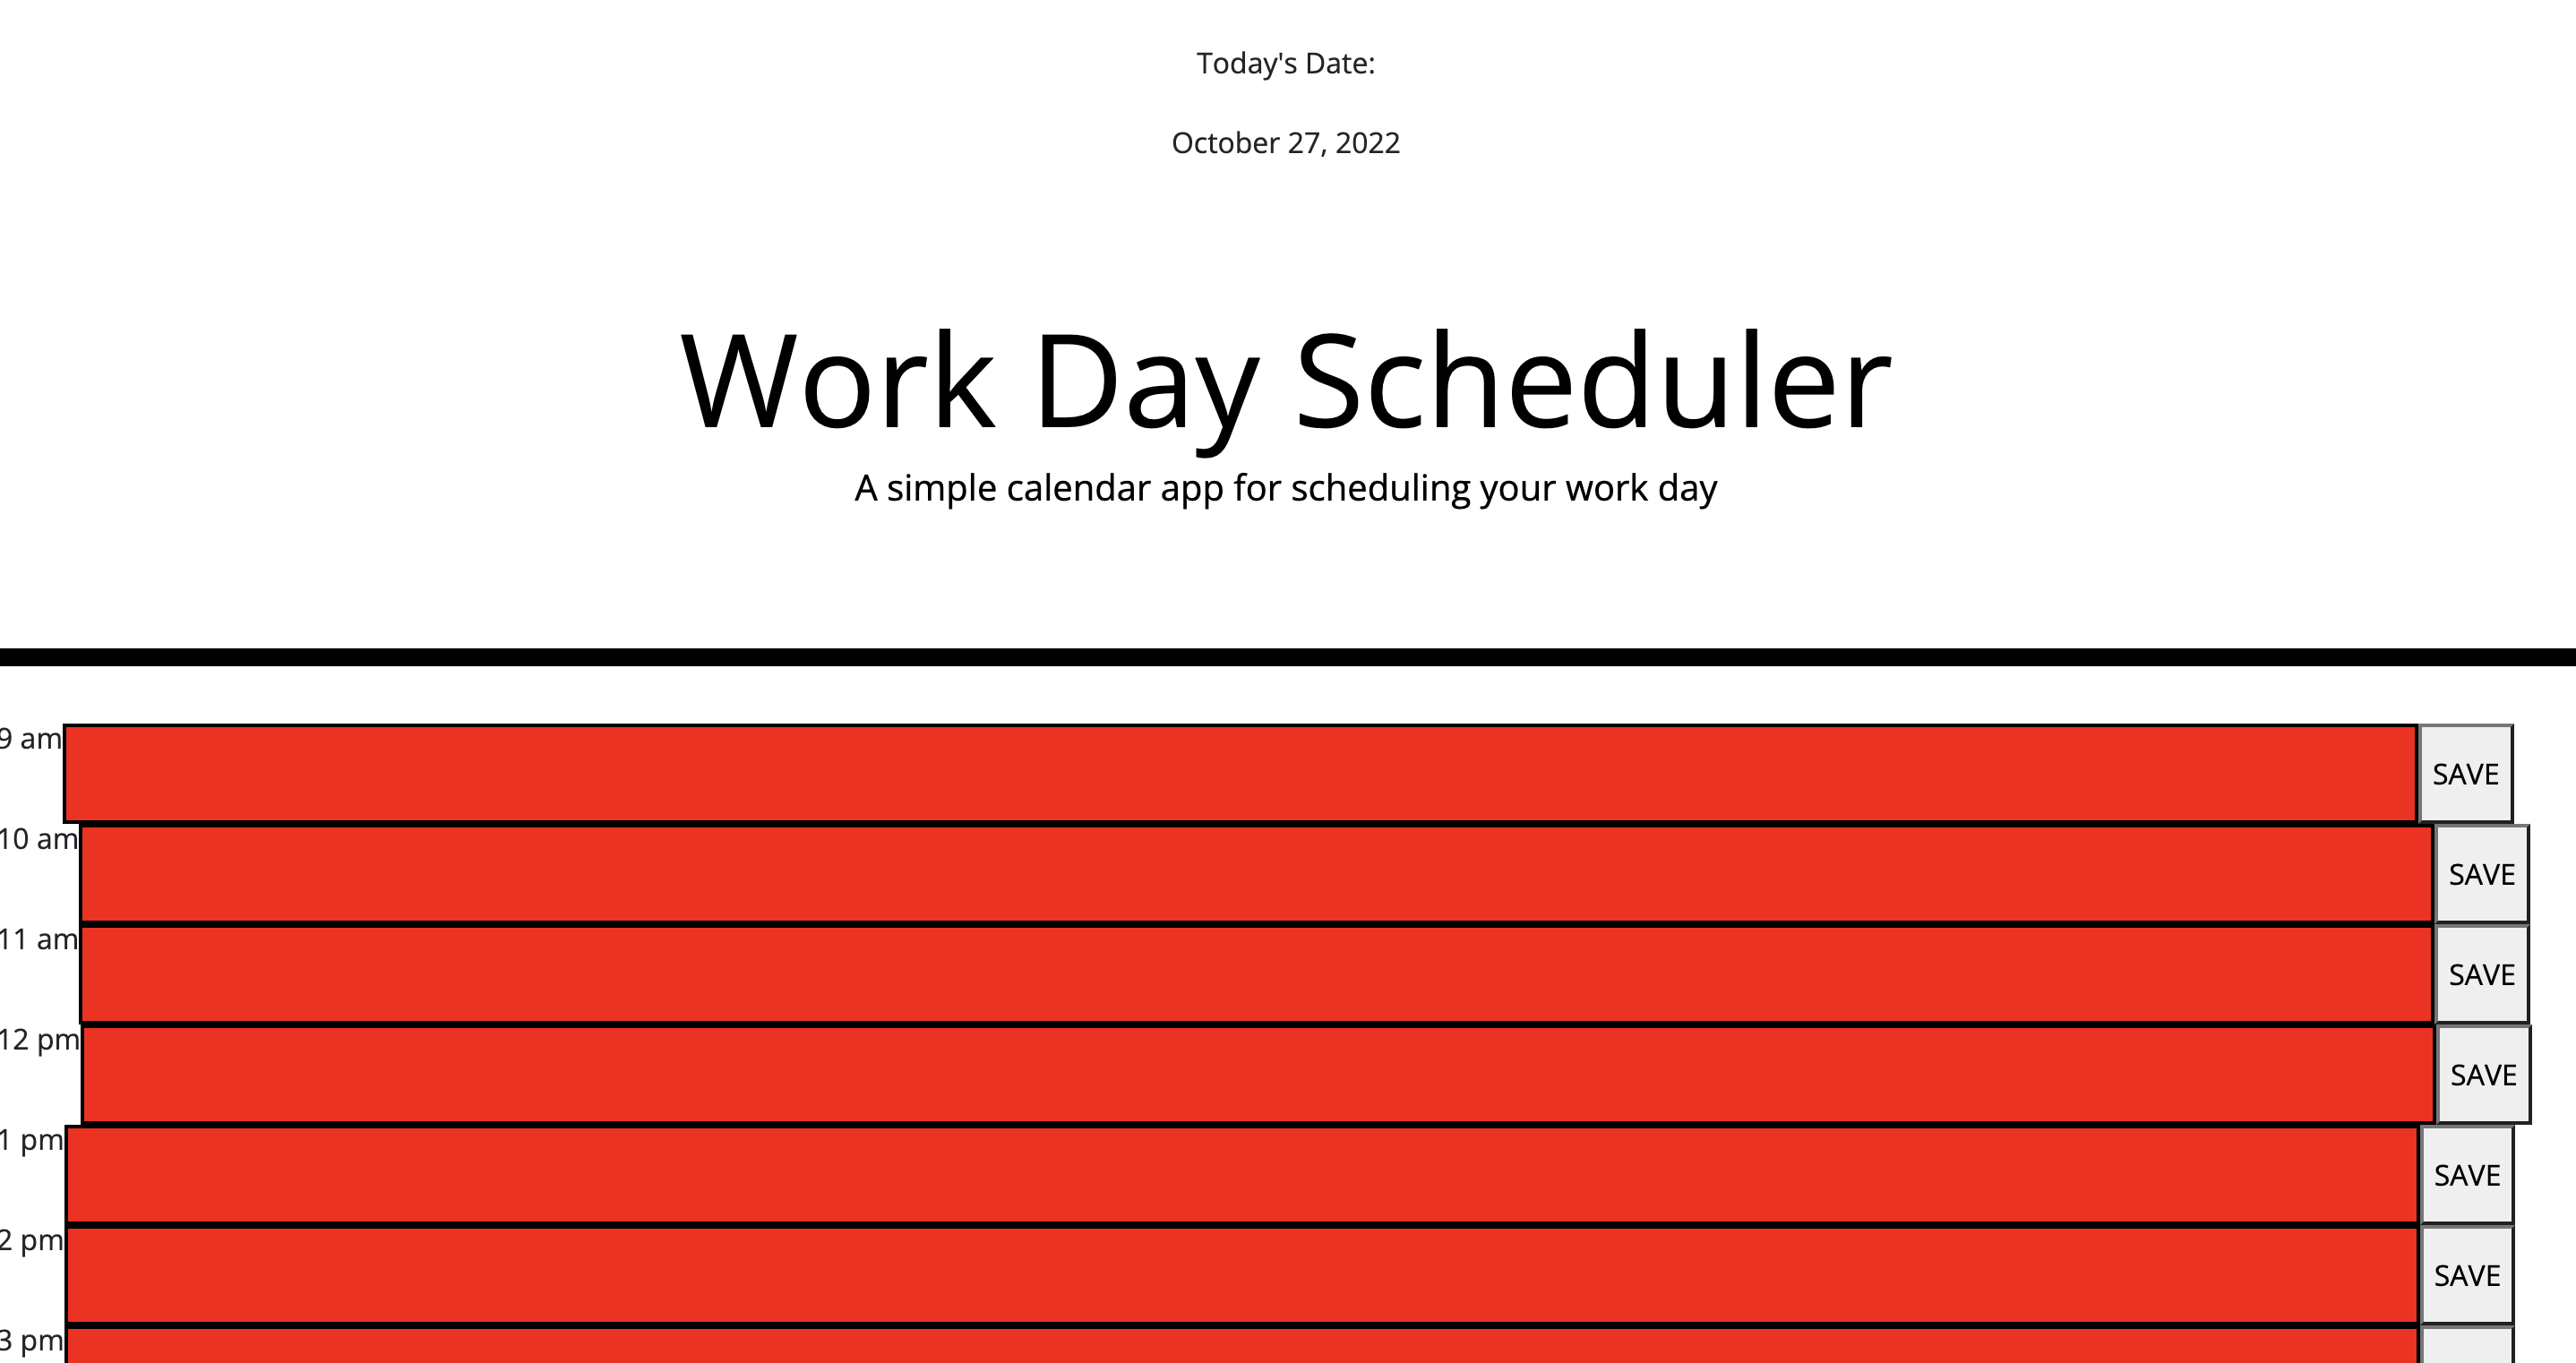 Today's Date:
October 27, 2022
Work Day Scheduler
A simple calendar app for scheduling your work day
9 am SAVE
10 am SAVE
11 am SAVE
12 pm SAVE
1 pm SAVE
2 pm SAVE
3 pm